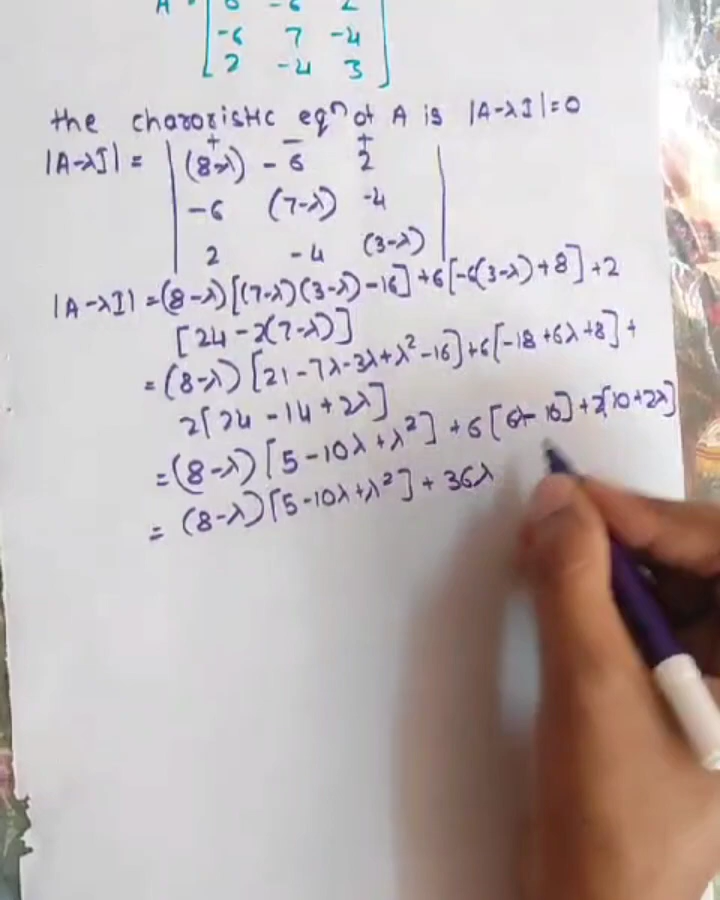 A = [8 -6 2
-6 7 -4
2 -4 3]
the charoristic eqn of A is |A-λI|=0
+ - +
|A-λI| = | (8-λ) -6 2
-6 (7-λ) -4
2 -4 (3-λ) |
|A-λI| = (8-λ)[(7-λ)(3-λ)-16]+6[-6(3-λ)+8]+2
[24-2(7-λ)]
= (8-λ)[21-7λ-3λ+λ²-16]+6[-18+6λ+8]+
2[24-14+2λ]
= (8-λ)[5-10λ+λ²]+6[6λ-10]+2[10+2λ]
= (8-λ)[5-10λ+λ²]+36λ